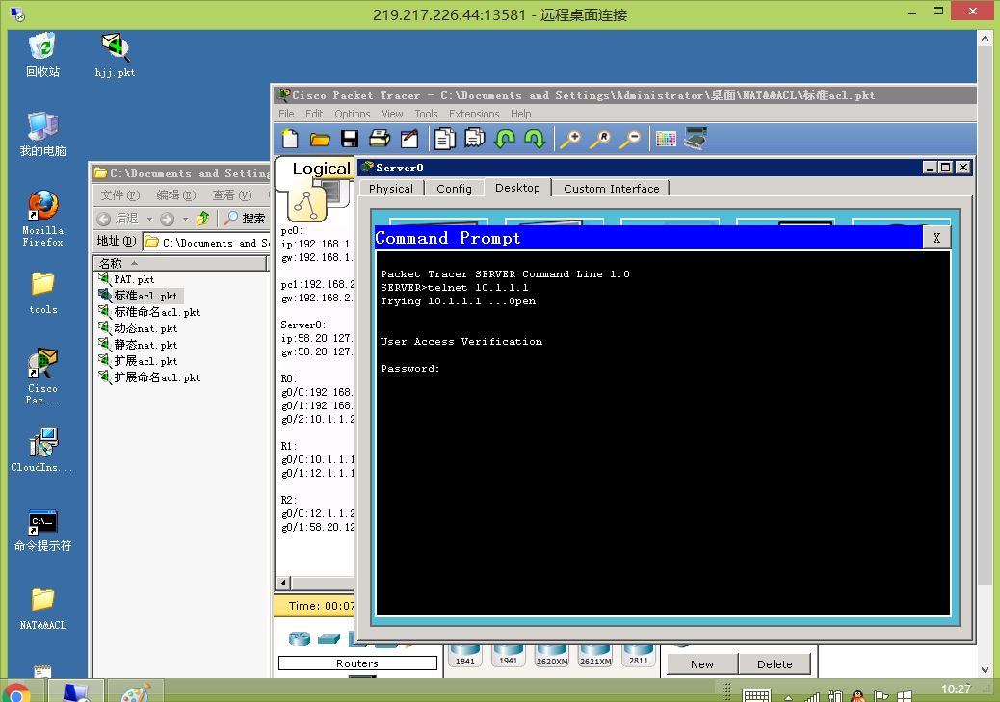 219.217.226.44:13581 - 远程桌面连接
回收站
hjj.pkt
我的电脑
Mozilla
Firefox
tools
Cisco
Pac...
CloudIns...
命令提示符
NAT&&ACL
C:\Documents and Setting
文件(F) 编辑(E) 查看(V)
后退 搜索
地址(D) C:\Documents and S
名称
PAT.pkt
标准acl.pkt
标准命名acl.pkt
动态nat.pkt
静态nat.pkt
扩展acl.pkt
扩展命名acl.pkt
Cisco Packet Tracer - C:\Documents and Settings\Administrator\桌面\NAT&&ACL\标准acl.pkt
File Edit Options View Tools Extensions Help
Logical
pc0:
ip:192.168.1.
gw:192.168.1.
pc1:192.168.2
gw:192.168.2.
Server0:
ip:58.20.127.
gw:58.20.127.
R0:
g0/0:192.168.
g0/1:192.168.
g0/2:10.1.1.2
R1:
g0/0:10.1.1.1
g0/1:12.1.1.1
R2:
g0/0:12.1.1.2
g0/1:58.20.12
Time: 00:07
Routers
1841 1941 2620XM 2621XM 2811
New Delete
Server0
Physical Config Desktop Custom Interface
Command Prompt X
Packet Tracer SERVER Command Line 1.0
SERVER>telnet 10.1.1.1
Trying 10.1.1.1 ...Open
User Access Verification
Password:
10:27